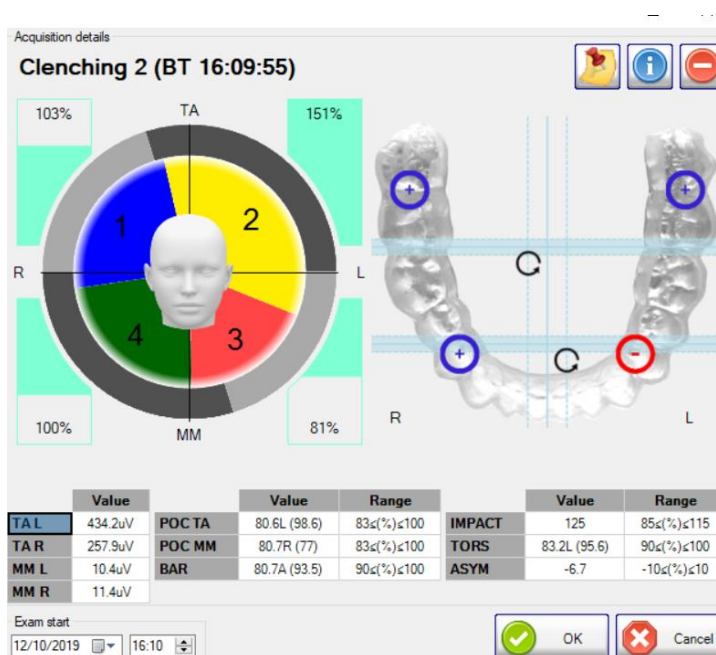 Acquisition details
Clenching 2 (BT 16:09:55)
103% TA 151%
1 2
R L
4 3
100% MM 81%
+ +
+ -
R L
Value Value Range Value Range
TA L 434.2uV POC TA 80.6L (98.6) 83≤(%)≤100 IMPACT 125 85≤(%)≤115
TA R 257.9uV POC MM 80.7R (77) 83≤(%)≤100 TORS 83.2L (95.6) 90≤(%)≤100
MM L 10.4uV BAR 80.7A (93.5) 90≤(%)≤100 ASYM -6.7 -10≤(%)≤10
MM R 11.4uV
Exam start
12/10/2019 16:10 OK Cancel